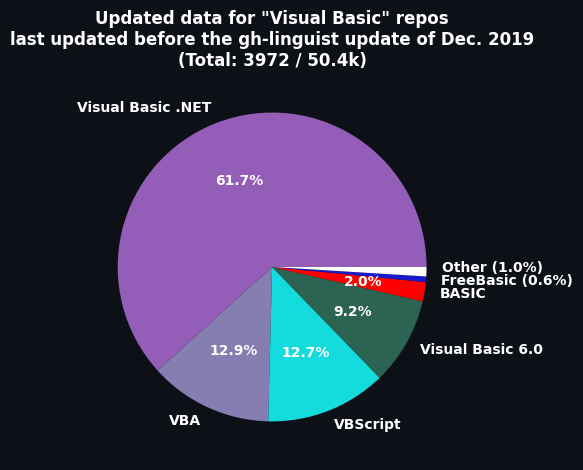 Updated data for "Visual Basic" repos
last updated before the gh-linguist update of Dec. 2019
(Total: 3972 / 50.4k)
Visual Basic .NET
61.7%
Other (1.0%)
FreeBasic (0.6%)
2.0%
BASIC
9.2%
Visual Basic 6.0
12.9%
12.7%
VBA
VBScript